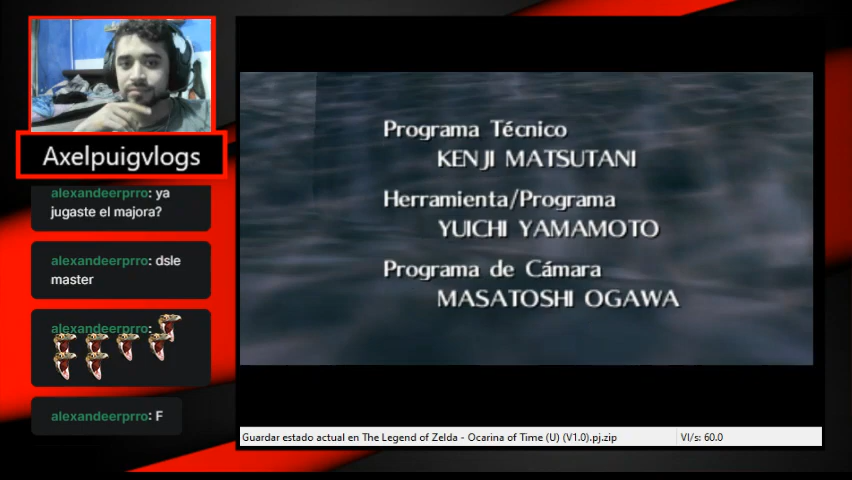 Axelpuigvlogs
alexandeerprro: ya
jugaste el majora?
alexandeerprro: dsle
master
alexandeerprro:
alexandeerprro: F
Programa Técnico
KENJI MATSUTANI
Herramienta/Programa
YUICHI YAMAMOTO
Programa de Cámara
MASATOSHI OGAWA
Guardar estado actual en The Legend of Zelda - Ocarina of Time (U) (V1.0).pj.zip
VI/s: 60.0